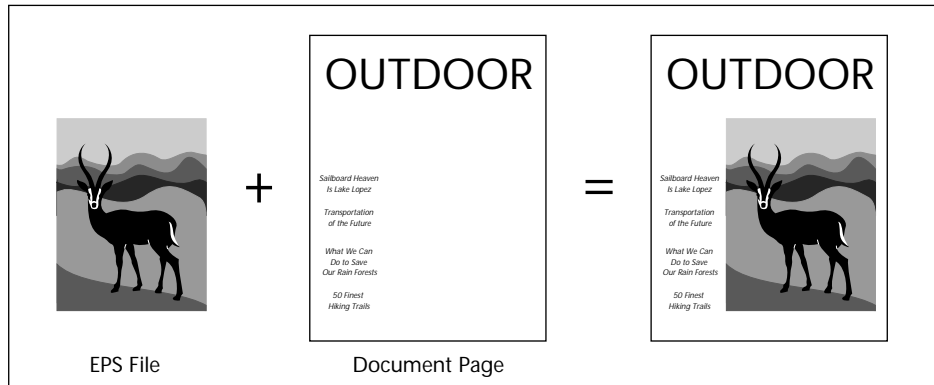 OUTDOOR
Sailboard Heaven
Is Lake Lopez
Transportation
of the Future
What We Can
Do to Save
Our Rain Forests
50 Finest
Hiking Trails
+
=
OUTDOOR
Sailboard Heaven
Is Lake Lopez
Transportation
of the Future
What We Can
Do to Save
Our Rain Forests
50 Finest
Hiking Trails
EPS File
Document Page